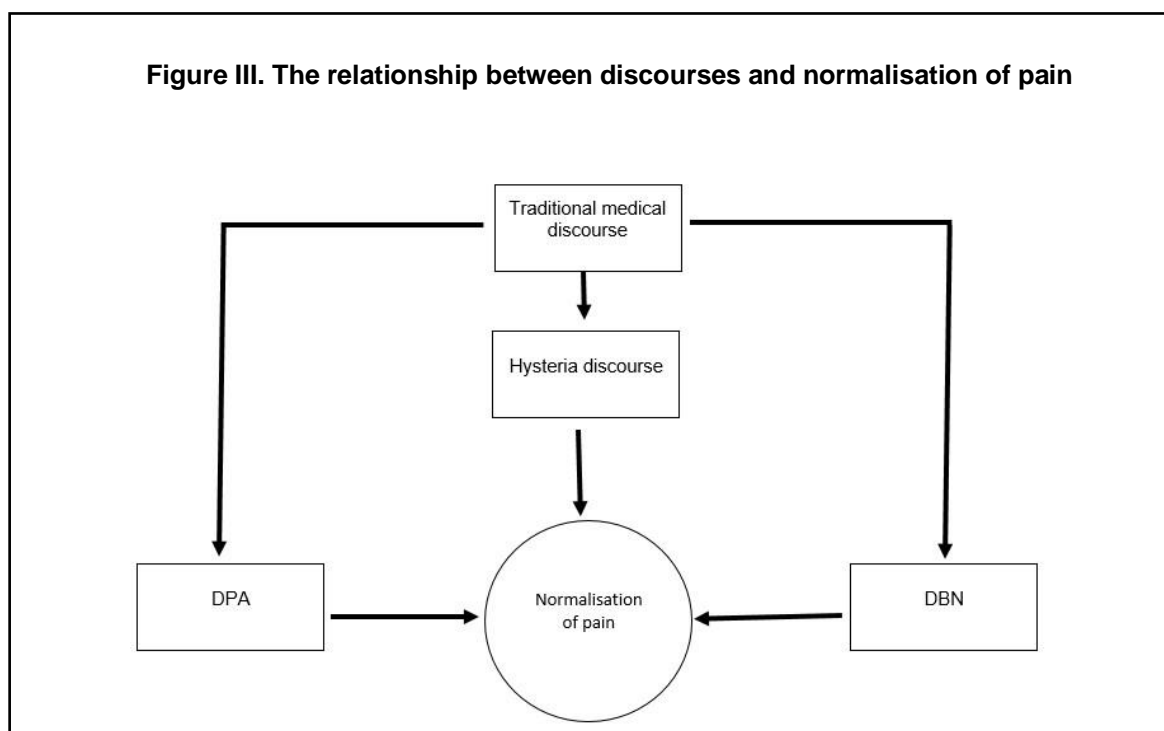 Figure III. The relationship between discourses and normalisation of pain
Traditional medical
discourse
Hysteria discourse
DPA
Normalisation
of pain
DBN